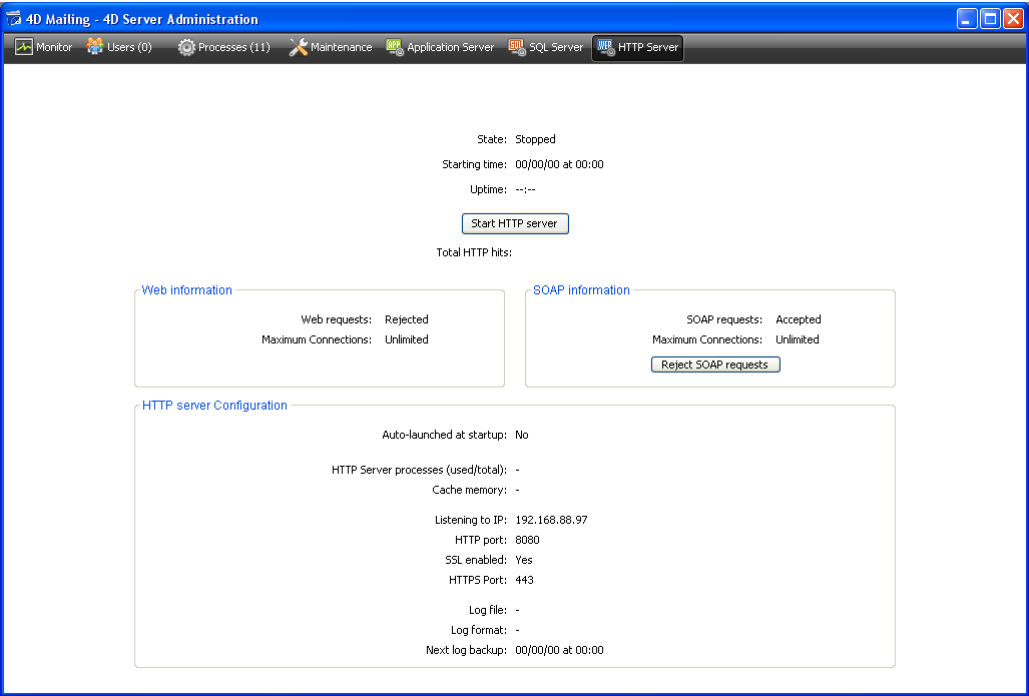 4D Mailing - 4D Server Administration
Monitor Users (0) Processes (11) Maintenance APP Application Server SQL SQL Server WEB HTTP Server
State: Stopped
Starting time: 00/00/00 at 00:00
Uptime: --:--
Start HTTP server
Total HTTP hits:
Web information
Web requests: Rejected
Maximum Connections: Unlimited
SOAP information
SOAP requests: Accepted
Maximum Connections: Unlimited
Reject SOAP requests
HTTP server Configuration
Auto-launched at startup: No
HTTP Server processes (used/total): -
Cache memory: -
Listening to IP: 192.168.88.97
HTTP port: 8080
SSL enabled: Yes
HTTPS Port: 443
Log file: -
Log format: -
Next log backup: 00/00/00 at 00:00